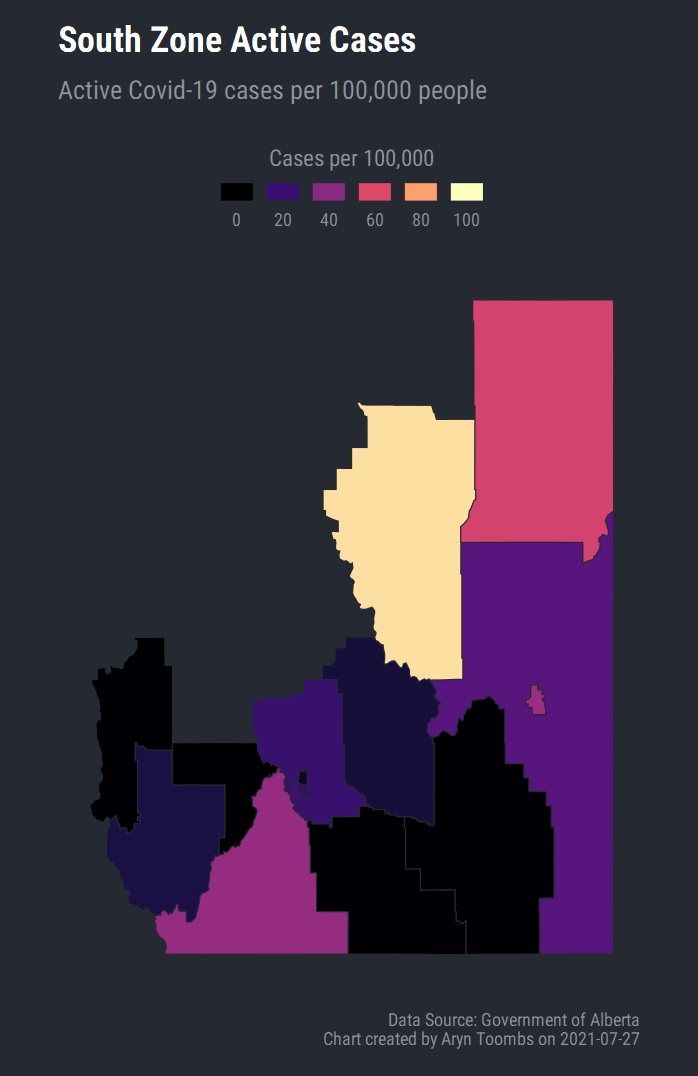 South Zone Active Cases
Active Covid-19 cases per 100,000 people
Cases per 100,000
0 20 40 60 80 100
Data Source: Government of Alberta
Chart created by Aryn Toombs on 2021-07-27